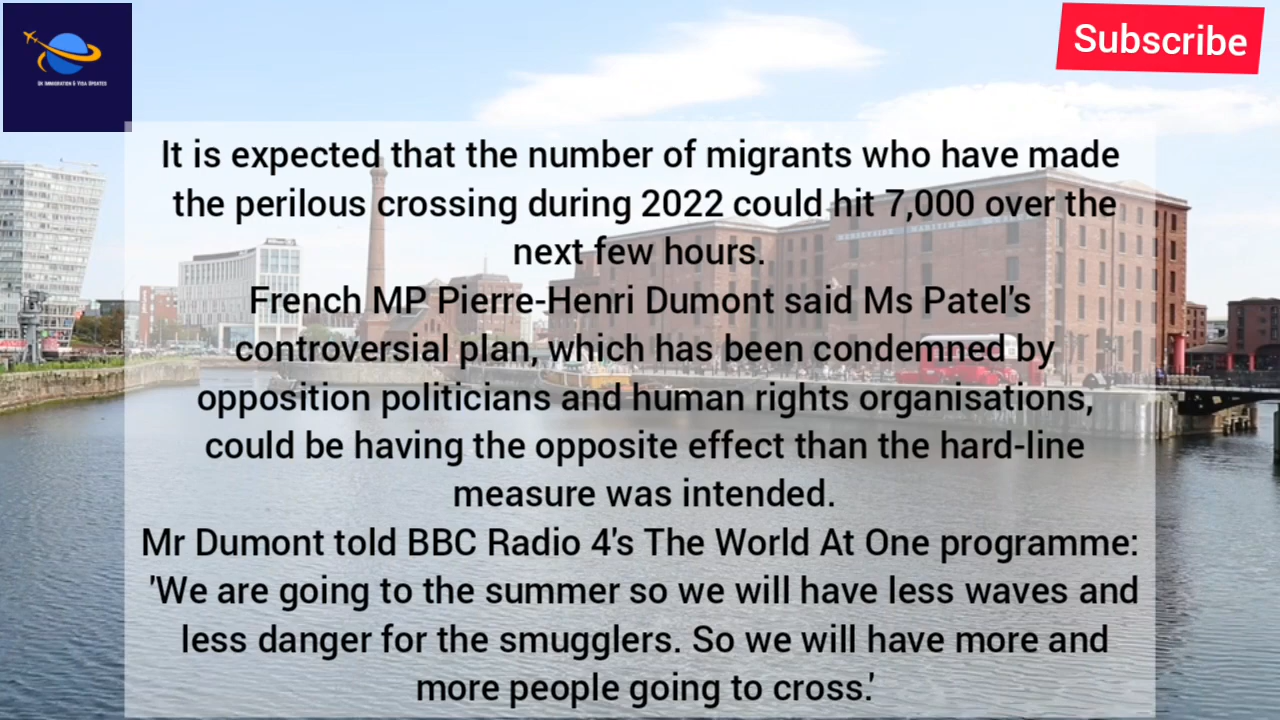 UK IMMIGRATION & VISA UPDATES
Subscribe
It is expected that the number of migrants who have made
the perilous crossing during 2022 could hit 7,000 over the
next few hours.
French MP Pierre-Henri Dumont said Ms Patel's
controversial plan, which has been condemned by
opposition politicians and human rights organisations,
could be having the opposite effect than the hard-line
measure was intended.
Mr Dumont told BBC Radio 4's The World At One programme:
'We are going to the summer so we will have less waves and
less danger for the smugglers. So we will have more and
more people going to cross.'